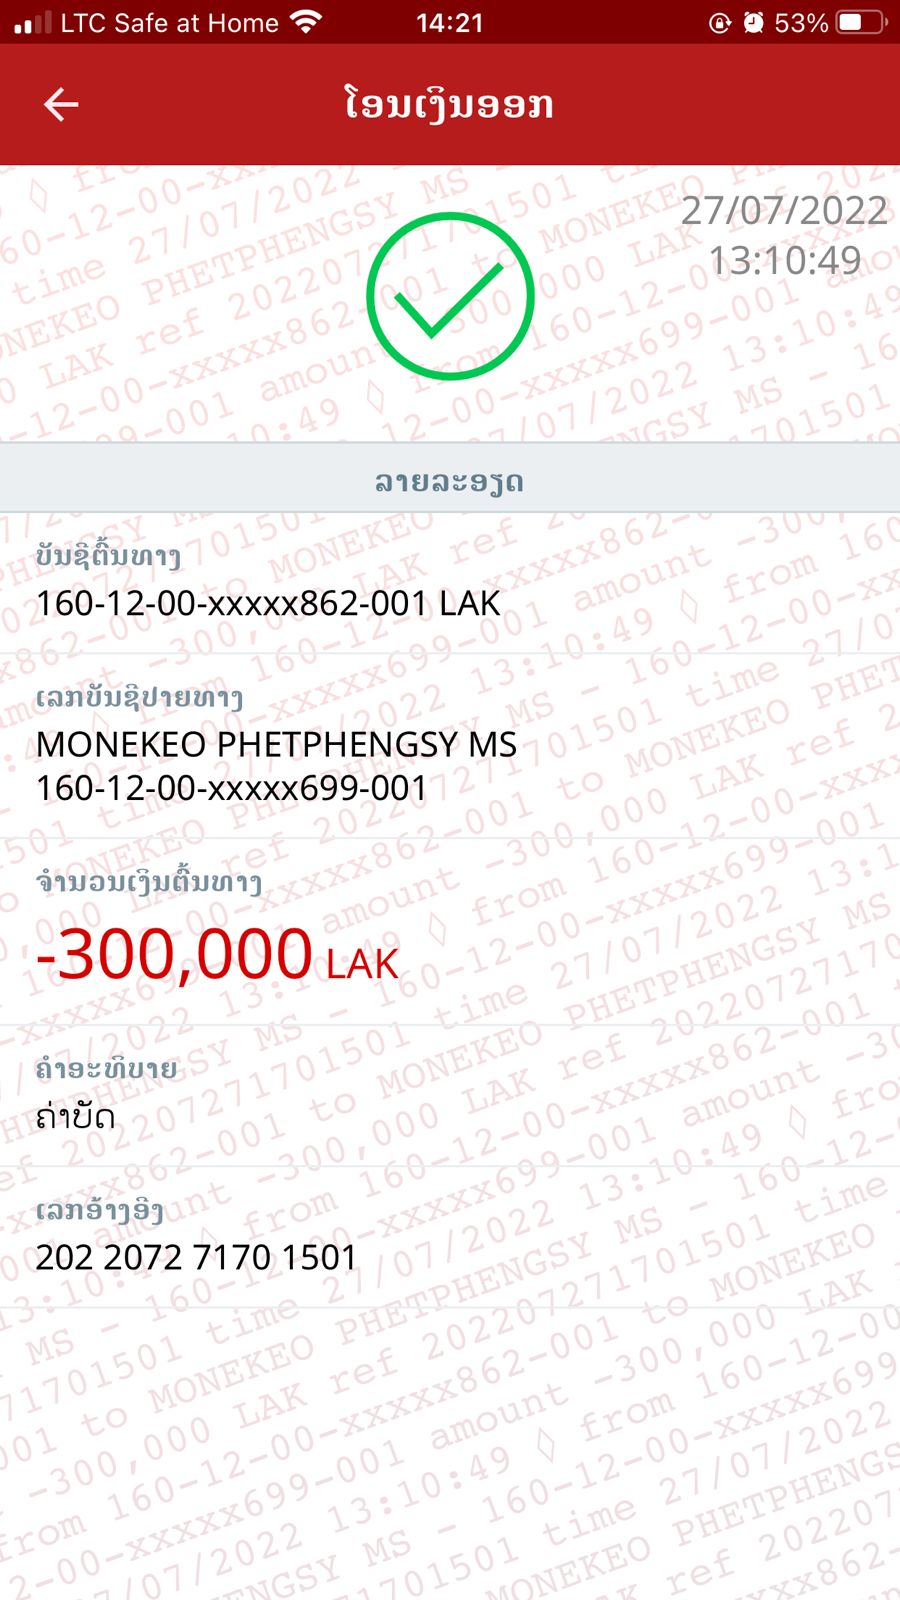 LTC Safe at Home 14:21 53%
ໂອນເງິນອອກ
27/07/2022
13:10:49
ລາຍລະອຽດ
ບັນຊີຕົ້ນທາງ
160-12-00-xxxxx862-001 LAK
ເລກບັນຊີປາຍທາງ
MONEKEO PHETPHENGSY MS
160-12-00-xxxxx699-001
ຈຳນວນເງິນຕົ້ນທາງ
-300,000 LAK
ຄຳອະທິບາຍ
ຄ່າບັດ
ເລກອ້າງອີງ
202 2072 7170 1501